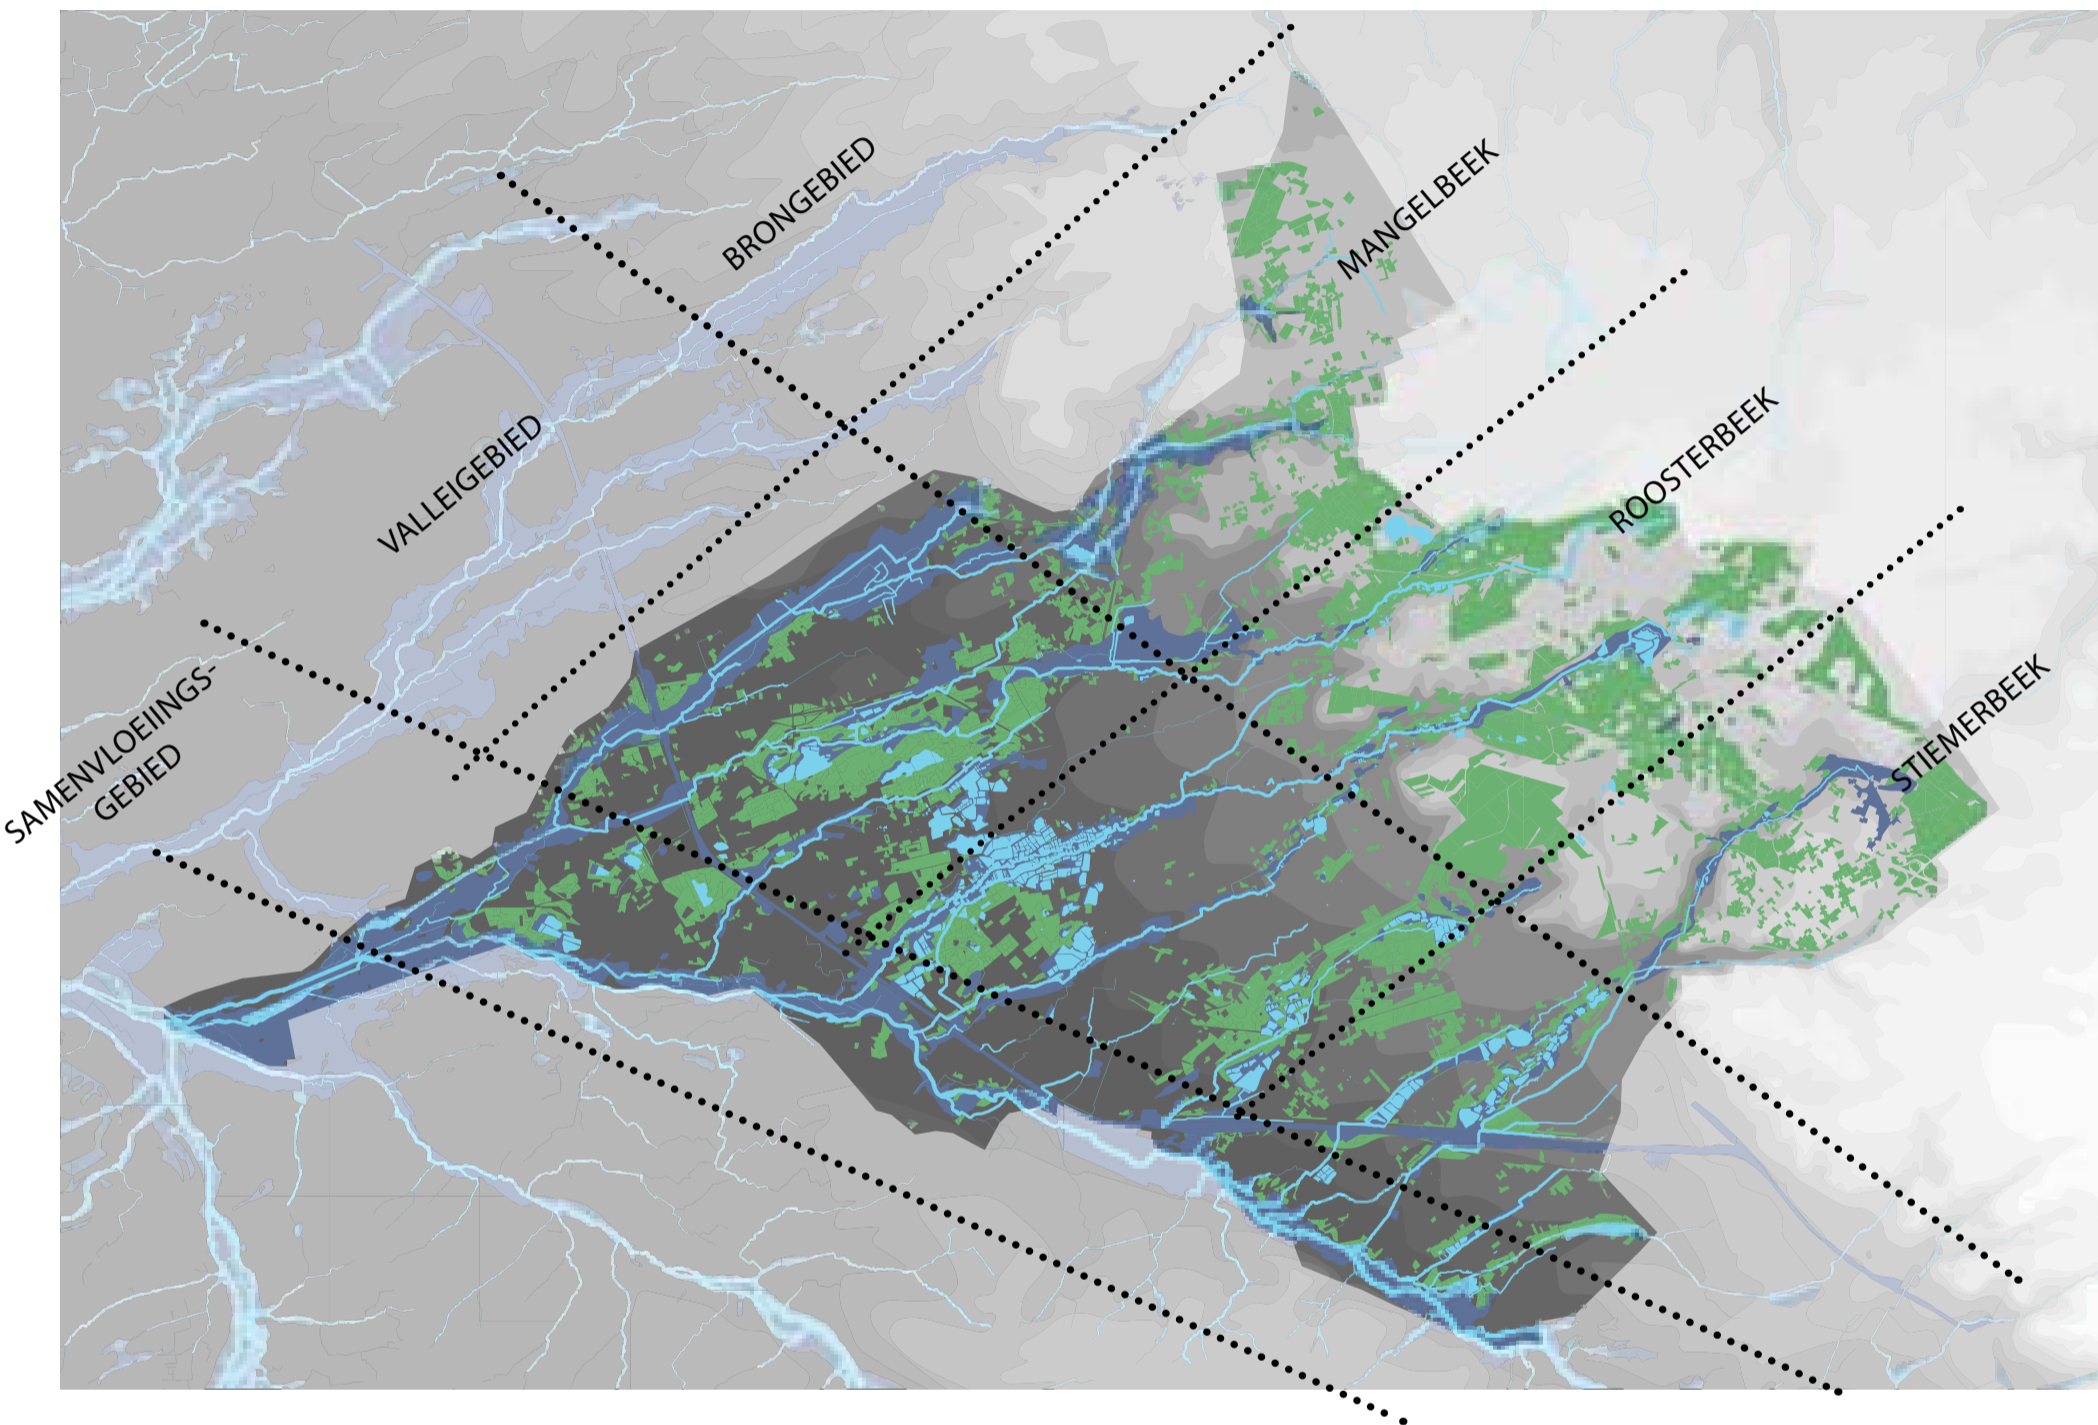 BRONGEBIED
MANGELBEEK
VALLEIGEBIED
ROOSTERBEEK
SAMENVLOEIINGS-
GEBIED
STIEMERBEEK